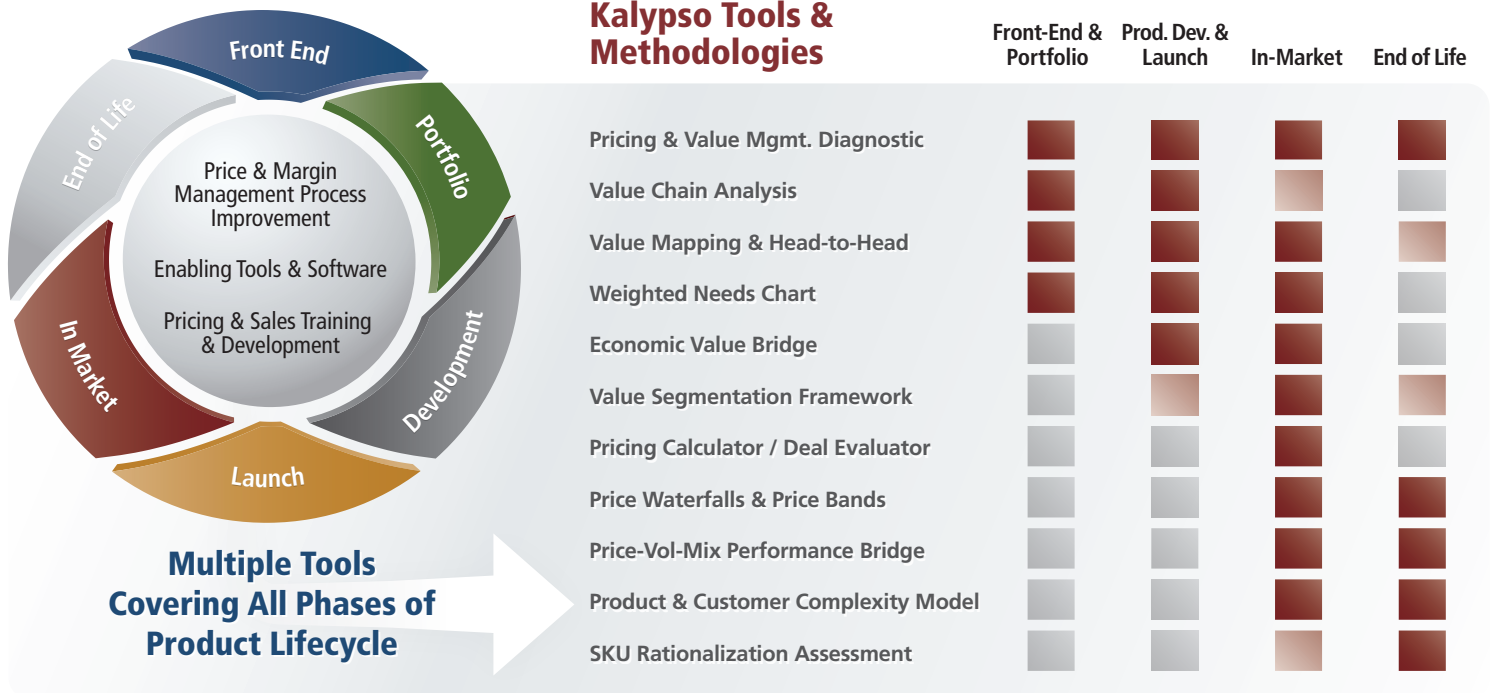 Front End
Portfolio
Development
Launch
In Market
End of Life
Price & Margin
Management Process
Improvement
Enabling Tools & Software
Pricing & Sales Training
& Development
Multiple Tools
Covering All Phases of
Product Lifecycle
Kalypso Tools &
Methodologies
Front-End &
Portfolio
Prod. Dev. &
Launch
In-Market
End of Life
Pricing & Value Mgmt. Diagnostic
Value Chain Analysis
Value Mapping & Head-to-Head
Weighted Needs Chart
Economic Value Bridge
Value Segmentation Framework
Pricing Calculator / Deal Evaluator
Price Waterfalls & Price Bands
Price-Vol-Mix Performance Bridge
Product & Customer Complexity Model
SKU Rationalization Assessment